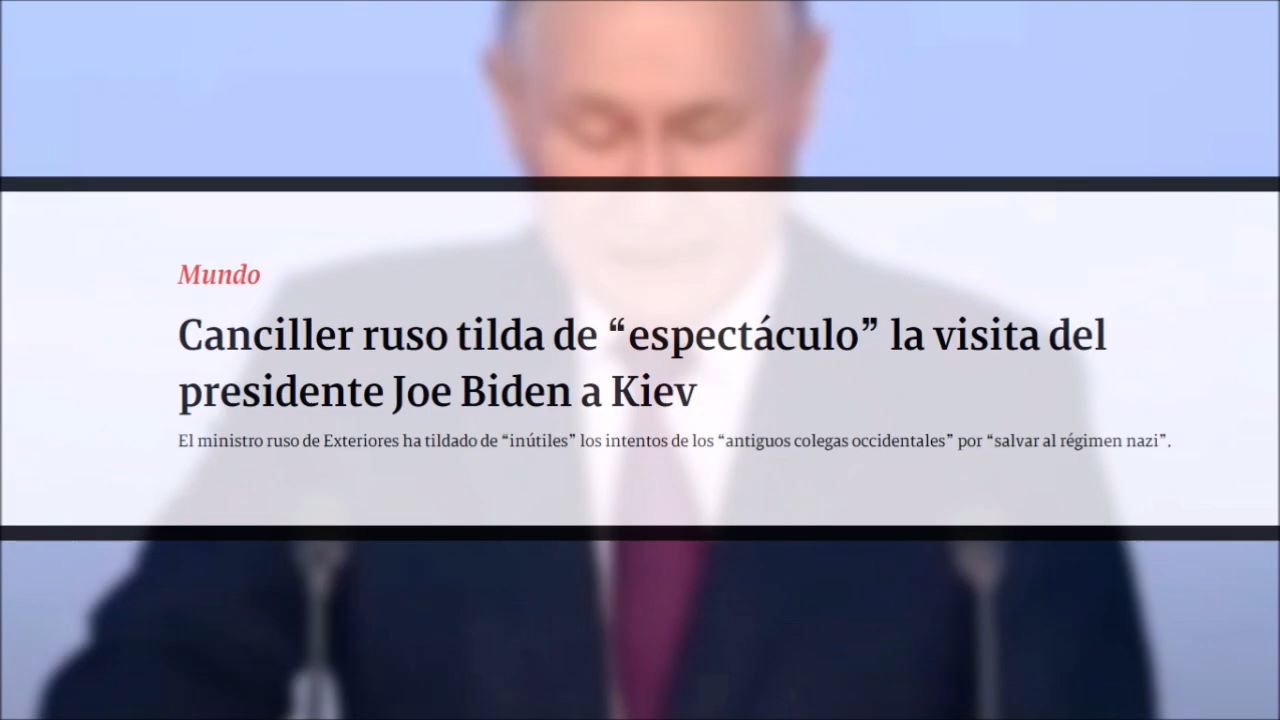 Mundo
Canciller ruso tilda de “espectáculo” la visita del
presidente Joe Biden a Kiev
El ministro ruso de Exteriores ha tildado de “inútiles” los intentos de los “antiguos colegas occidentales” por “salvar al régimen nazi”.